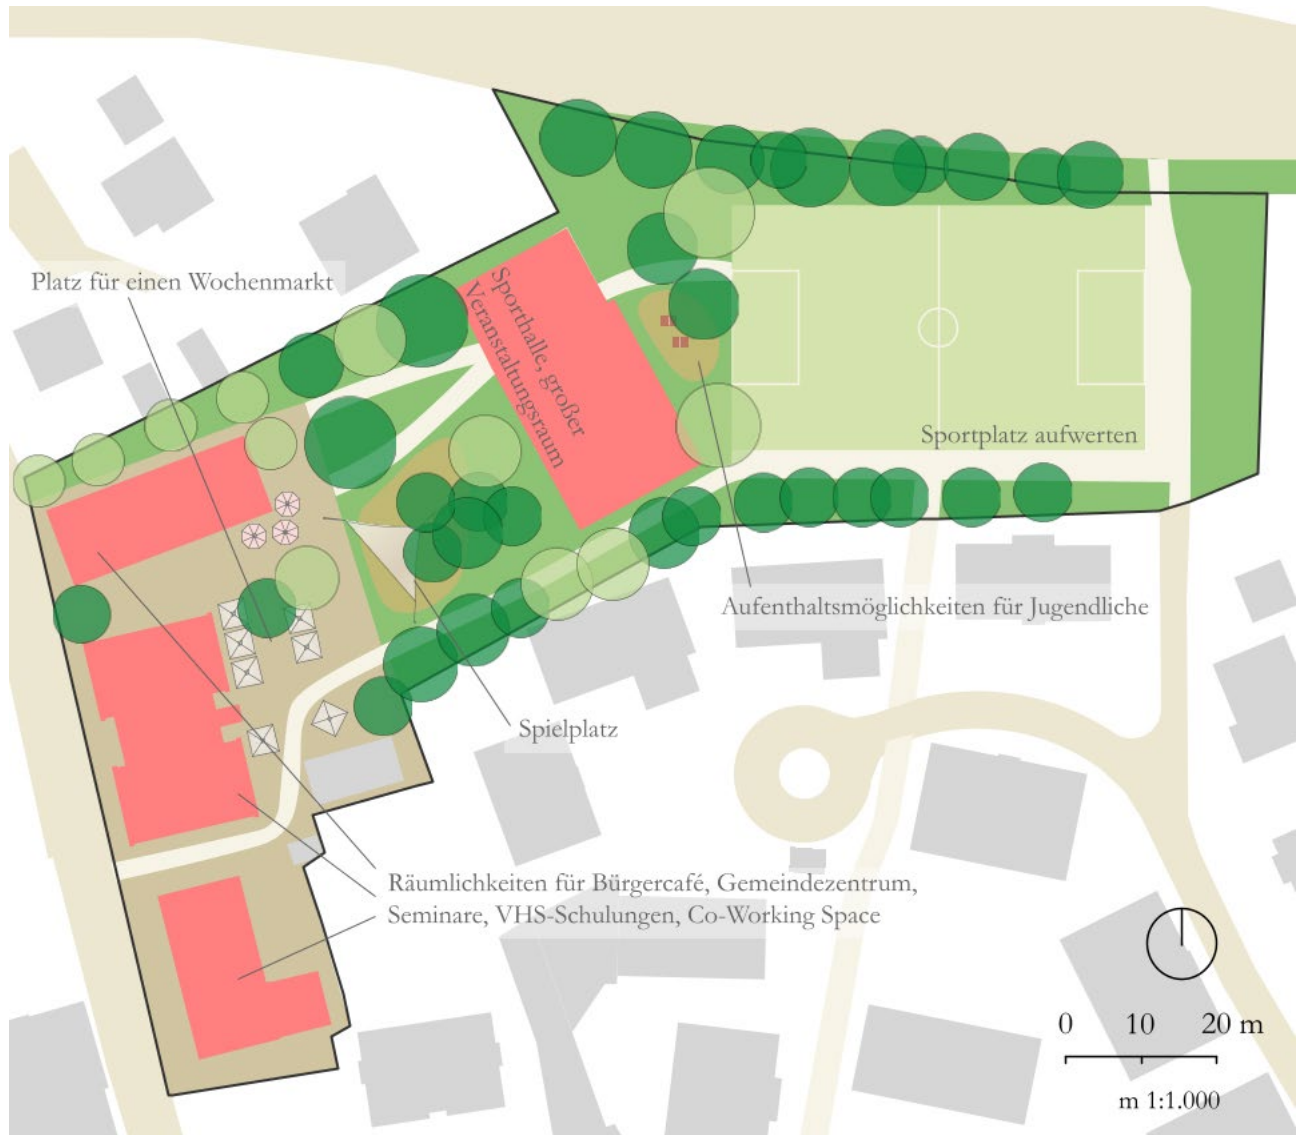 Platz für einen Wochenmarkt
Sporthalle, großer
Veranstaltungsraum
Sportplatz aufwerten
Aufenthaltsmöglichkeiten für Jugendliche
Spielplatz
Räumlichkeiten für Bürgercafé, Gemeindezentrum,
Seminare, VHS-Schulungen, Co-Working Space
0 10 20 m
m 1:1.000